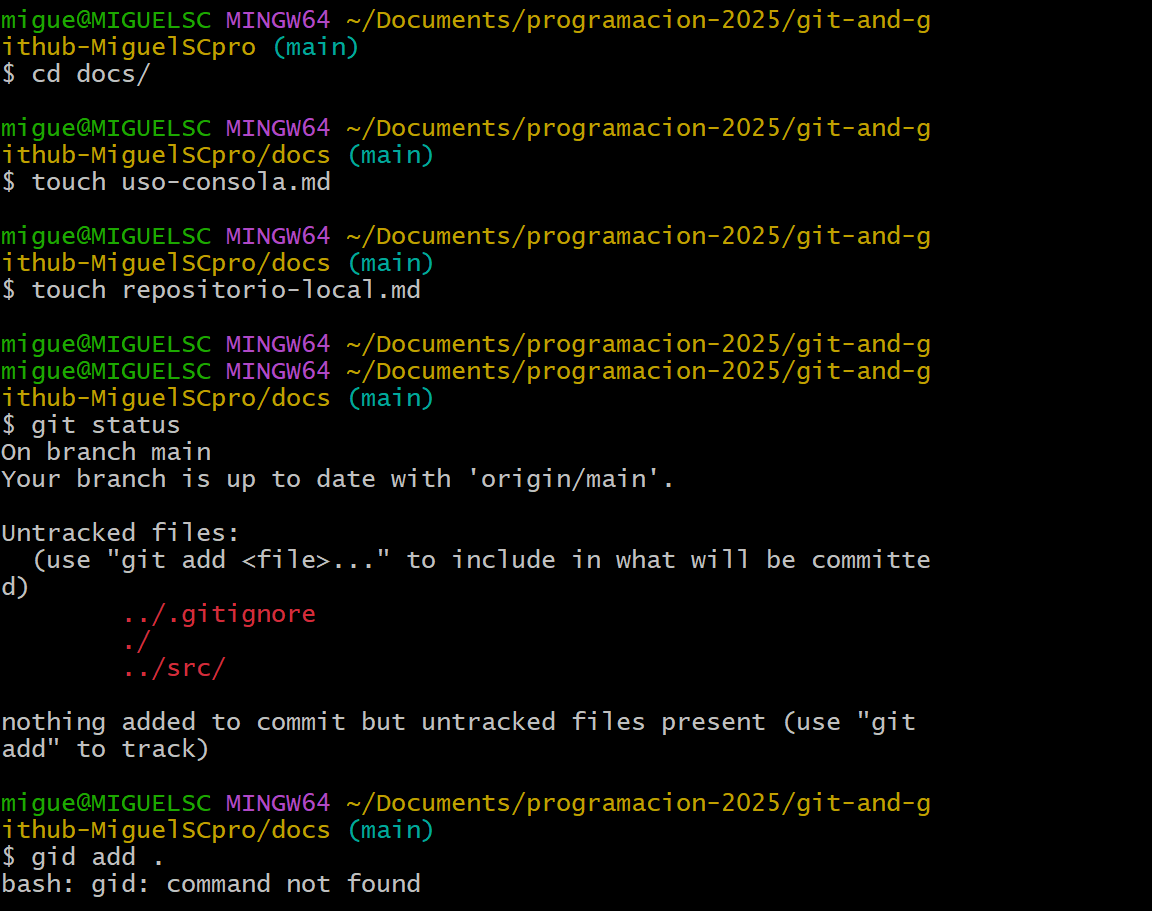 migue@MIGUELSC MINGW64 ~/Documents/programacion-2025/git-and-g
ithub-MiguelSCpro (main)
$ cd docs/
migue@MIGUELSC MINGW64 ~/Documents/programacion-2025/git-and-g
ithub-MiguelSCpro/docs (main)
$ touch uso-consola.md
migue@MIGUELSC MINGW64 ~/Documents/programacion-2025/git-and-g
ithub-MiguelSCpro/docs (main)
$ touch repositorio-local.md
migue@MIGUELSC MINGW64 ~/Documents/programacion-2025/git-and-g
migue@MIGUELSC MINGW64 ~/Documents/programacion-2025/git-and-g
ithub-MiguelSCpro/docs (main)
$ git status
On branch main
Your branch is up to date with 'origin/main'.
Untracked files:
  (use "git add <file>..." to include in what will be committe
d)
        ../.gitignore
        ./
        ../src/
nothing added to commit but untracked files present (use "git
add" to track)
migue@MIGUELSC MINGW64 ~/Documents/programacion-2025/git-and-g
ithub-MiguelSCpro/docs (main)
$ gid add .
bash: gid: command not found